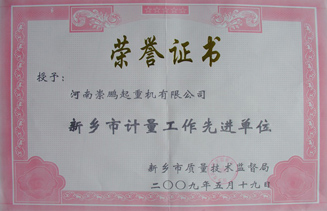 荣誉证书
授予：
河南崇鹏起重机有限公司
新乡市计量工作先进单位
新乡市质量技术监督局
二〇〇九年五月十九日